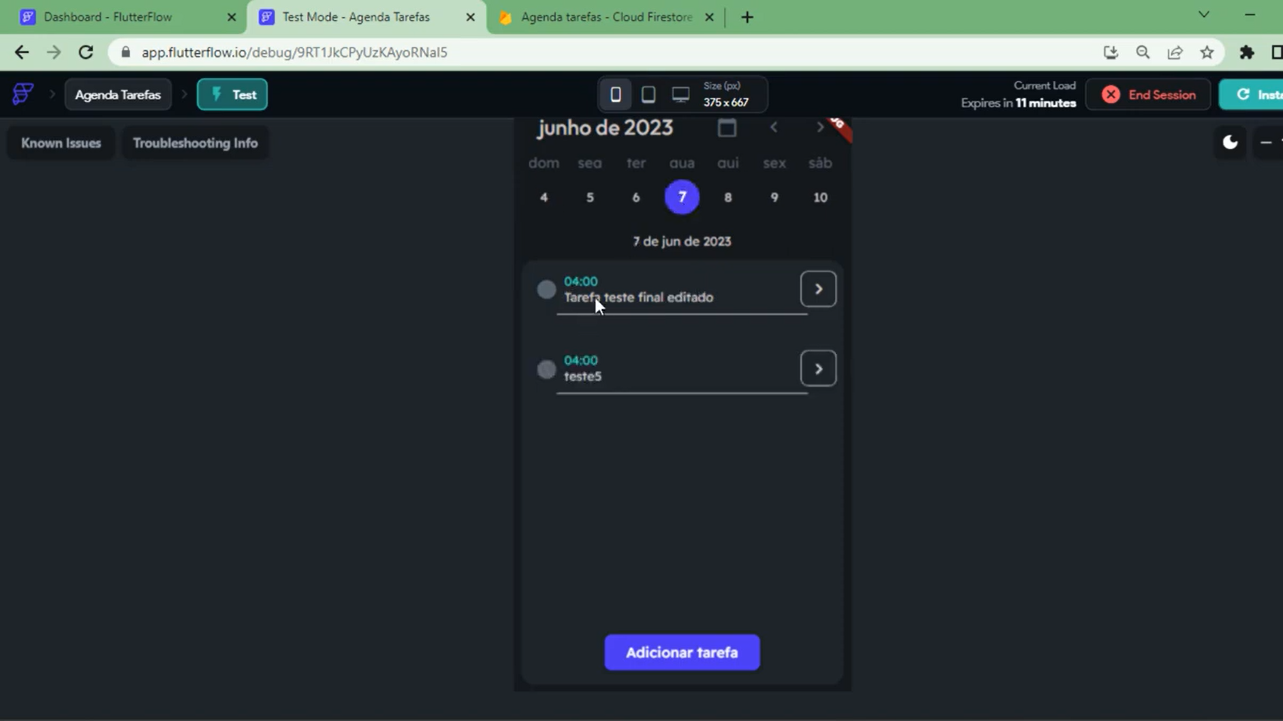 Dashboard - FlutterFlow
Test Mode - Agenda Tarefas
Agenda tarefas - Cloud Firestore
app.flutterflow.io/debug/9RT1JkCPyUzKAyoRNaI5
Agenda Tarefas
Test
Size (px)
375 x 667
Current Load
Expires in 11 minutes
End Session
Insta
Known Issues
Troubleshooting Info
junho de 2023
dom seg ter qua qui sex sáb
4 5 6 7 8 9 10
7 de jun de 2023
04:00
Tarefa teste final editado
04:00
teste5
Adicionar tarefa